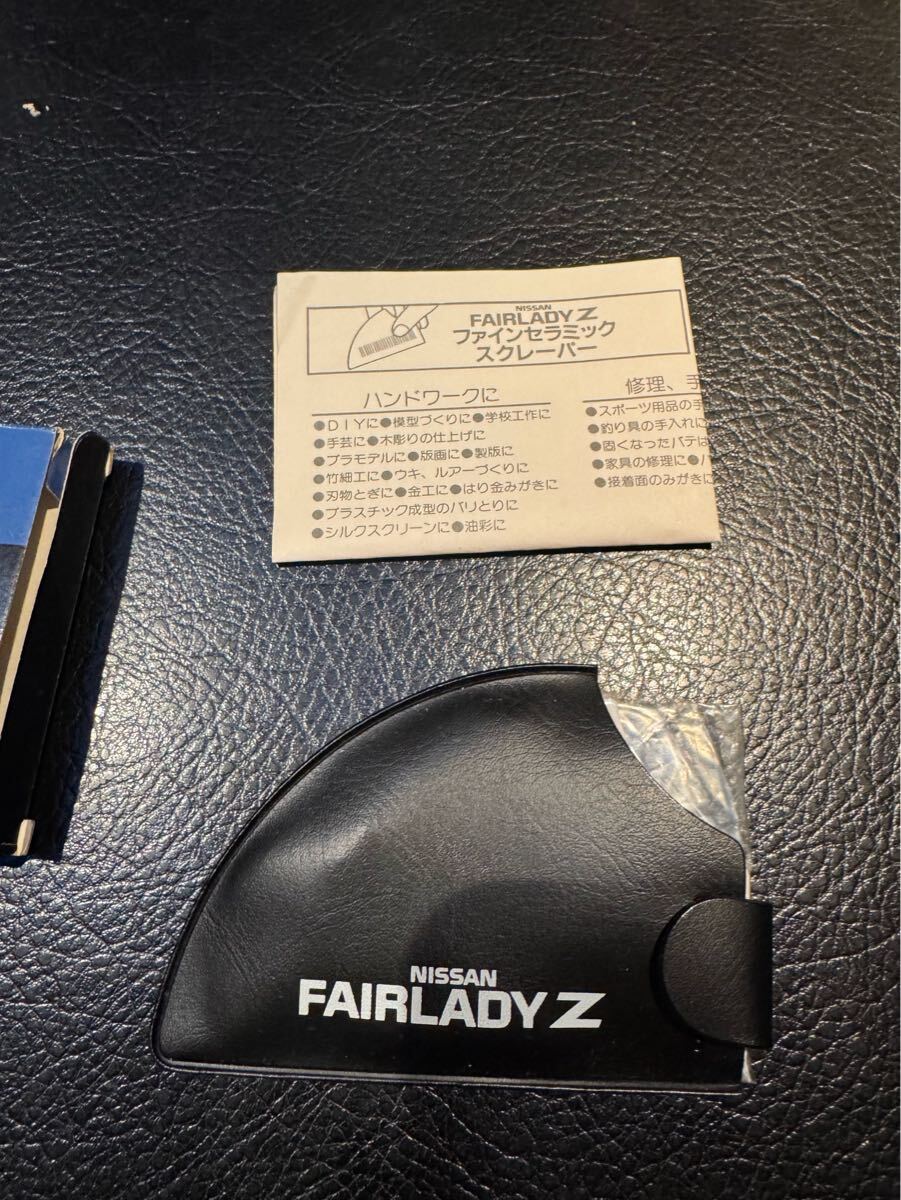 NISSAN
FAIRLADY Z
ファインセラミック
スクレーパー
ハンドワークに
●DIYに●模型づくりに●学校工作に
●手芸に●木彫りの仕上げに
●プラモデルに●版画に●製版に
●竹細工に●ウキ、ルアーづくりに
●刃物とぎに●金工に●はり金みがきに
●プラスチック成型のバリとりに
●シルクスクリーンに●油彩に
修理、手
●スポーツ用品の手
●釣り具の手入れに
●固くなったパテは
●家具の修理に●
●接着面のみがきに
NISSAN
FAIRLADY Z